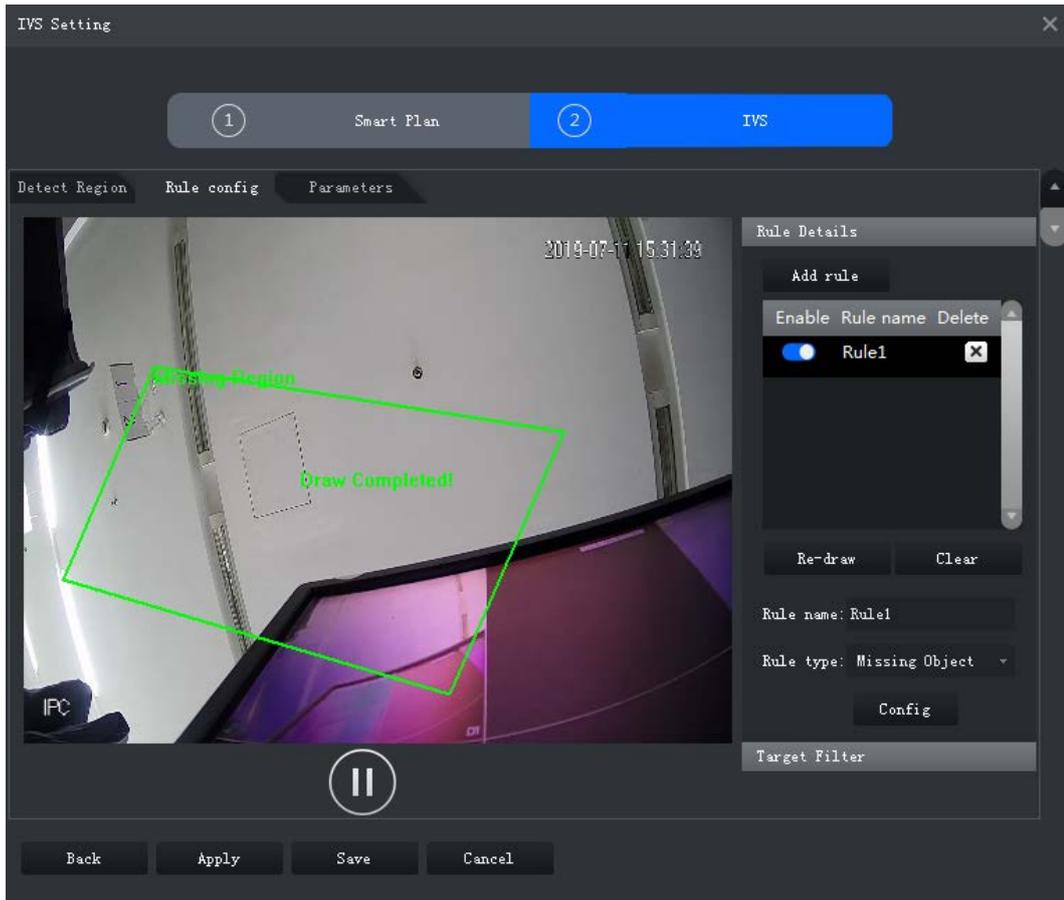 IVS Setting
1 Smart Plan 2 IVS
Detect Region Rule config Parameters
2019-07-11 15:31:39
Missing Region
Draw Completed!
IPC
Rule Details
Add rule
Enable Rule name Delete
Rule1
Re-draw Clear
Rule name: Rule1
Rule type: Missing Object
Config
Target Filter
Back Apply Save Cancel